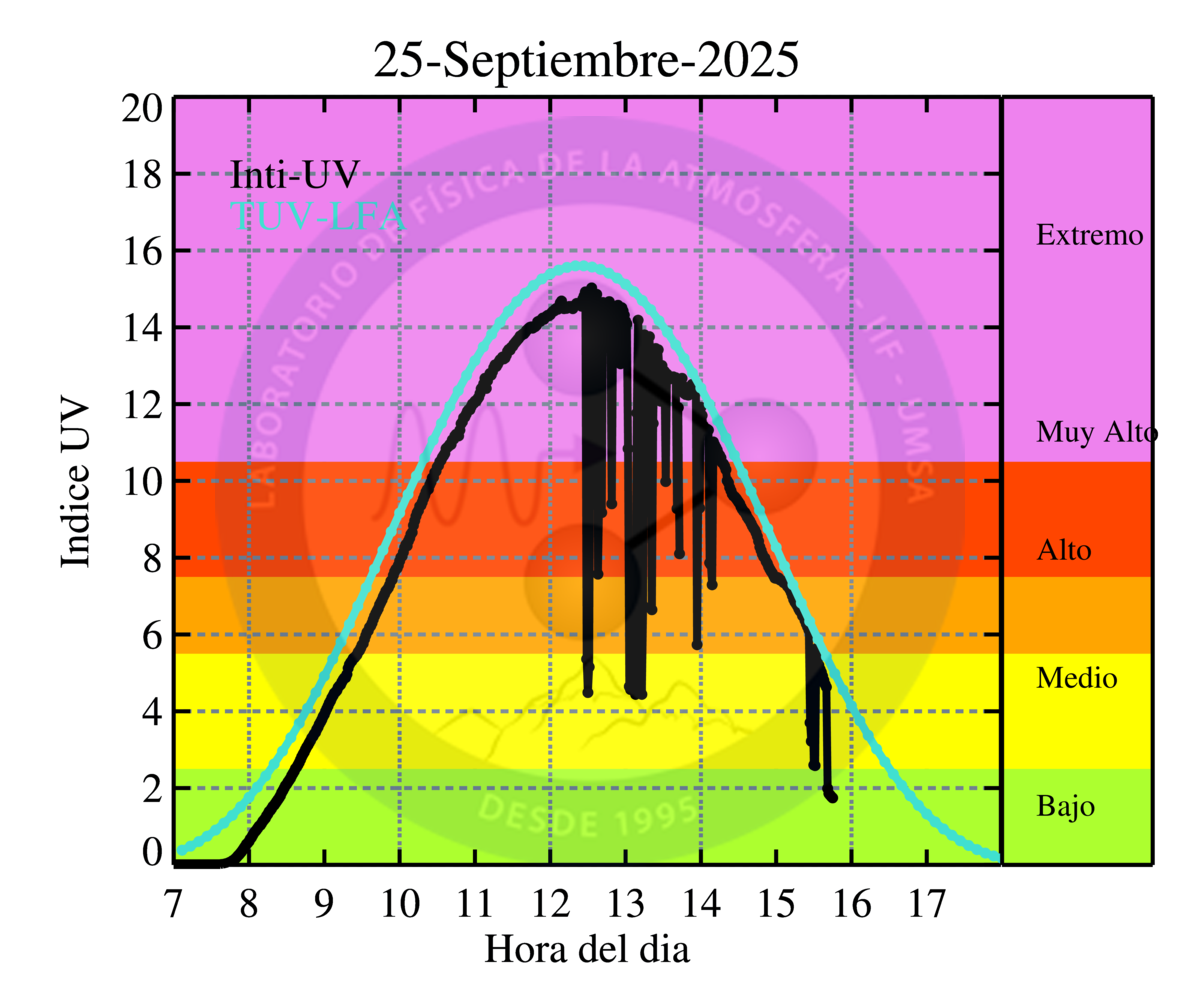 25-Septiembre-2025
Inti-UV
TUV-LFA
LABORATORIO DE FÍSICA DE LA ATMÓSFERA - IIF - UMSA
DESDE 1995
Indice UV
20
18
16
14
12
10
8
6
4
2
0
Extremo
Muy Alto
Alto
Medio
Bajo
7 8 9 10 11 12 13 14 15 16 17
Hora del dia